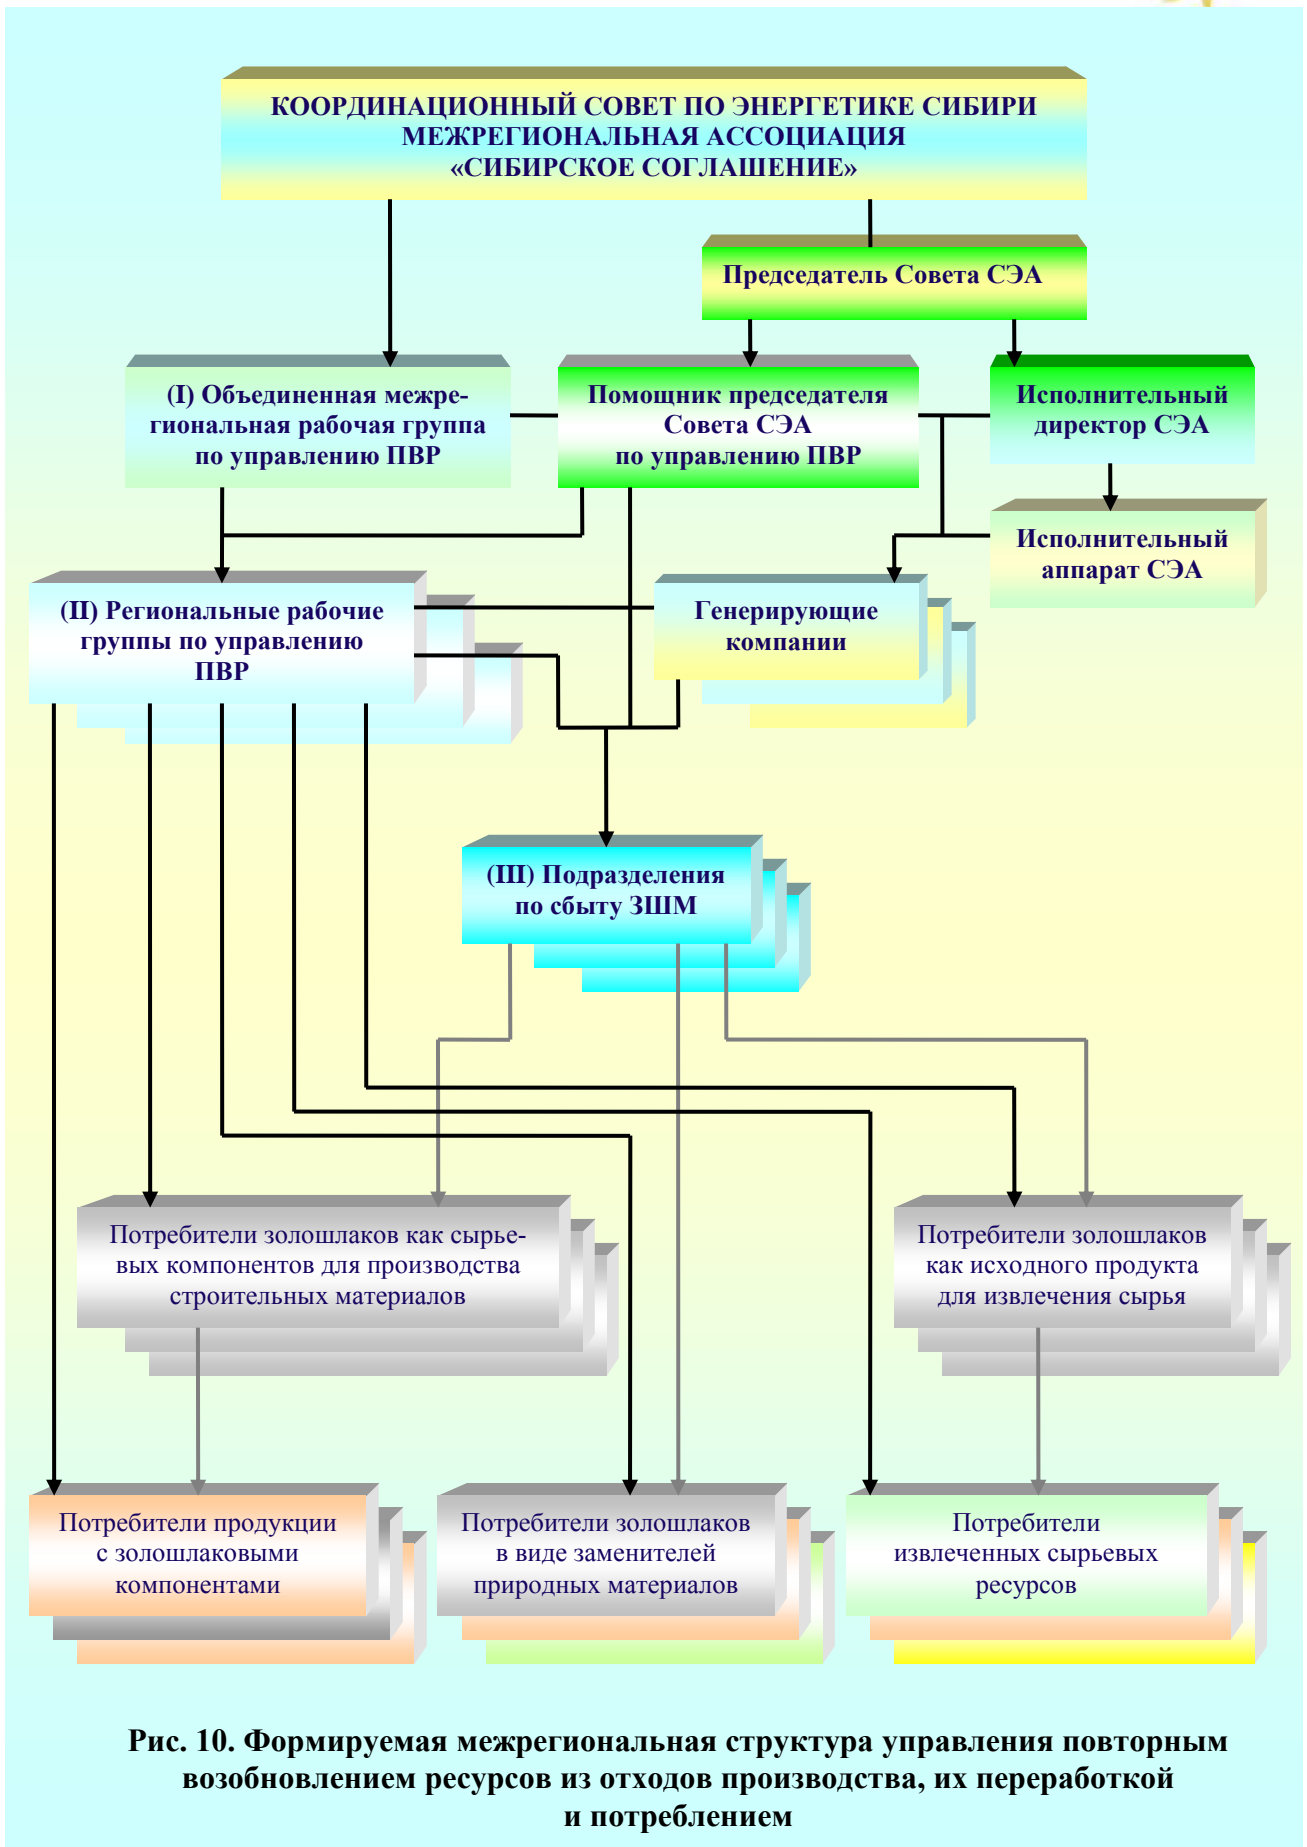 КООРДИНАЦИОННЫЙ СОВЕТ ПО ЭНЕРГЕТИКЕ СИБИРИ
МЕЖРЕГИОНАЛЬНАЯ АССОЦИАЦИЯ
«СИБИРСКОЕ СОГЛАШЕНИЕ»
Председатель Совета СЭА
(I) Объединенная межре-
гиональная рабочая группа
по управлению ПВР
Помощник председателя
Совета СЭА
по управлению ПВР
Исполнительный
директор СЭА
Исполнительный
аппарат СЭА
(II) Региональные рабочие
группы по управлению
ПВР
Генерирующие
компании
(III) Подразделения
по сбыту ЗШМ
Потребители золошлаков как сырье-
вых компонентов для производства
строительных материалов
Потребители золошлаков
как исходного продукта
для извлечения сырья
Потребители продукции
с золошлаковыми
компонентами
Потребители золошлаков
в виде заменителей
природных материалов
Потребители
извлеченных сырьевых
ресурсов
Рис. 10. Формируемая межрегиональная структура управления повторным
возобновлением ресурсов из отходов производства, их переработкой
и потреблением